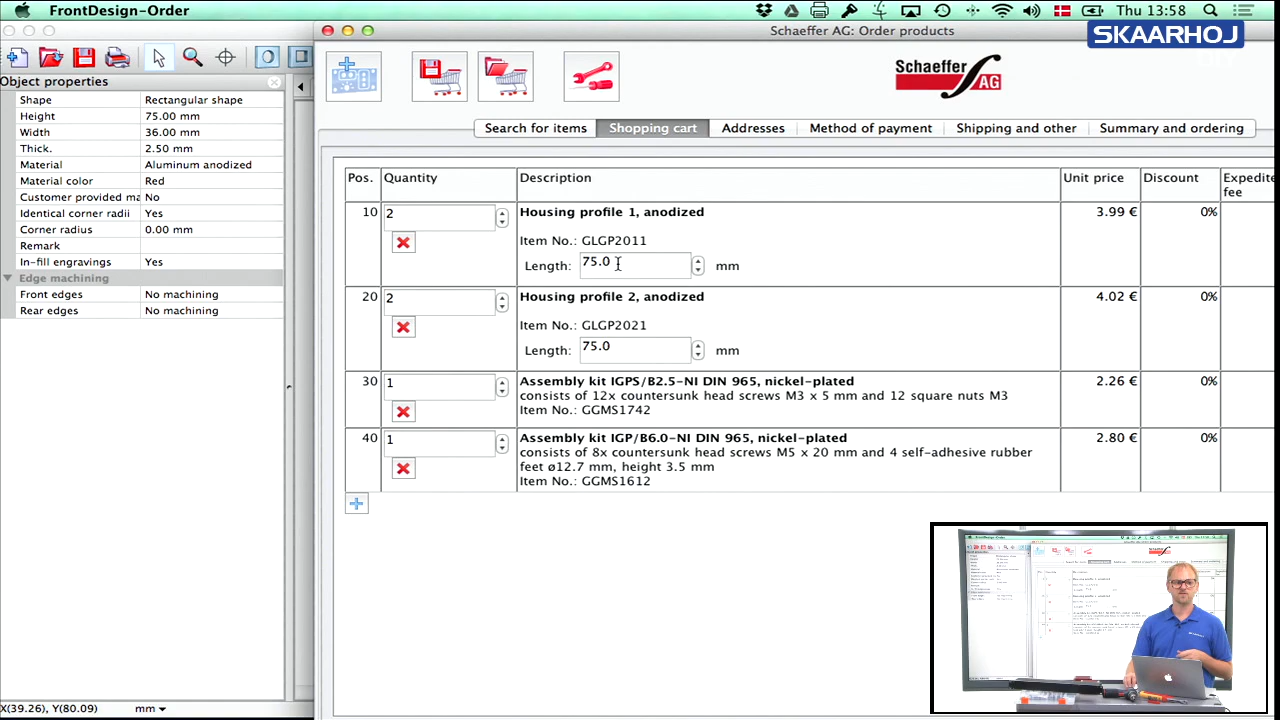 FrontDesign-Order
Thu 13:58
Schaeffer AG: Order products
SKAARHOJ
Object properties
Schaeffer
AG
Shape Rectangular shape
Height 75.00 mm
Width 36.00 mm
Thick. 2.50 mm
Material Aluminum anodized
Material color Red
Customer provided ma No
Identical corner radii Yes
Corner radius 0.00 mm
Remark
In-fill engravings Yes
Edge machining
Front edges No machining
Rear edges No machining
Search for items Shopping cart Addresses Method of payment Shipping and other Summary and ordering
Pos. Quantity Description Unit price Discount Expedite
fee
10 2 Housing profile 1, anodized 3.99 € 0%
Item No.: GLGP2011
Length: 75.0 mm
20 2 Housing profile 2, anodized 4.02 € 0%
Item No.: GLGP2021
Length: 75.0 mm
30 1 Assembly kit IGPS/B2.5-NI DIN 965, nickel-plated 2.26 € 0%
consists of 12x countersunk head screws M3 x 5 mm and 12 square nuts M3
Item No.: GGMS1742
40 1 Assembly kit IGP/B6.0-NI DIN 965, nickel-plated 2.80 € 0%
consists of 8x countersunk head screws M5 x 20 mm and 4 self-adhesive rubber
feet ø12.7 mm, height 3.5 mm
Item No.: GGMS1612
X(39.26), Y(80.09) mm